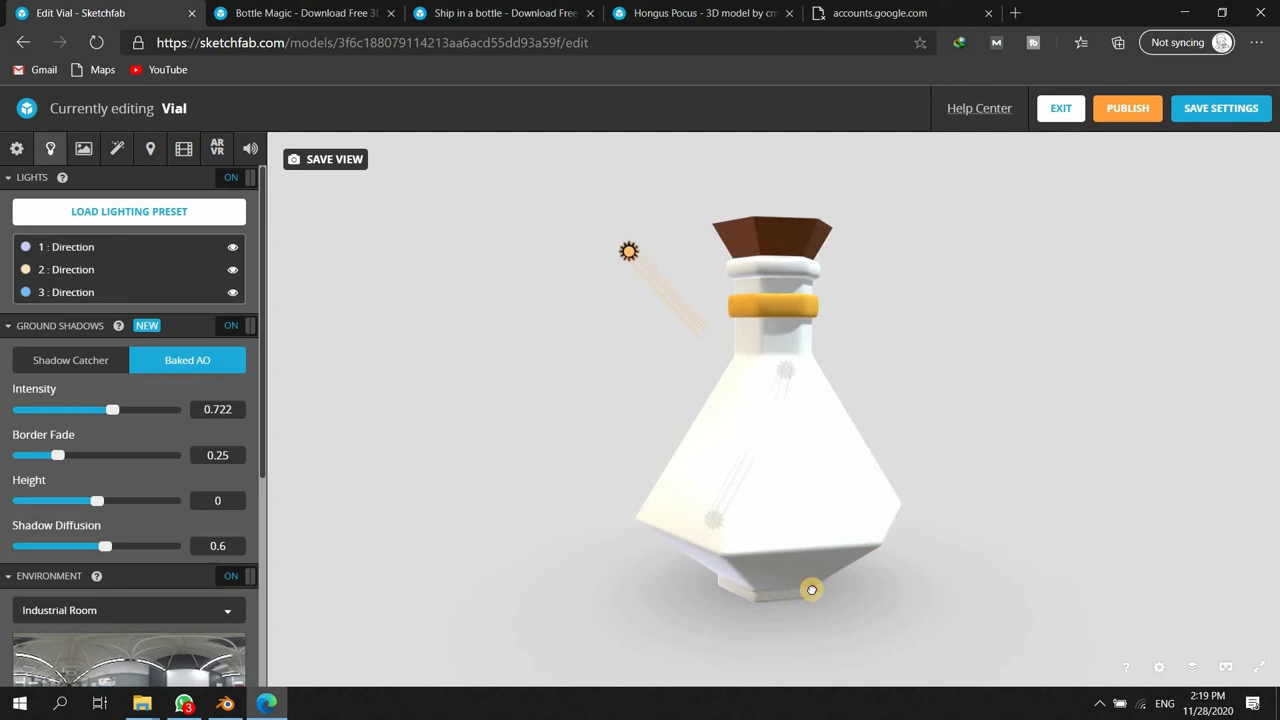 Edit Vial - Sketchfab
Bottle Magic - Download Free 3
Ship in a bottle - Download Free
Hongus Pocus - 3D model by cm
accounts.google.com
https://sketchfab.com/models/3f6c188079114213aa6acd55dd93a59f/edit
fb
Not syncing
Gmail
Maps
YouTube
Currently editing Vial
Help Center
EXIT
PUBLISH
SAVE SETTINGS
AR
VR
SAVE VIEW
LIGHTS ?
ON
LOAD LIGHTING PRESET
1 : Direction
2 : Direction
3 : Direction
GROUND SHADOWS ? NEW
ON
Shadow Catcher
Baked AO
Intensity
0.722
Border Fade
0.25
Height
0
Shadow Diffusion
0.6
ENVIRONMENT ?
ON
Industrial Room
?
3
ENG
2:19 PM
11/28/2020